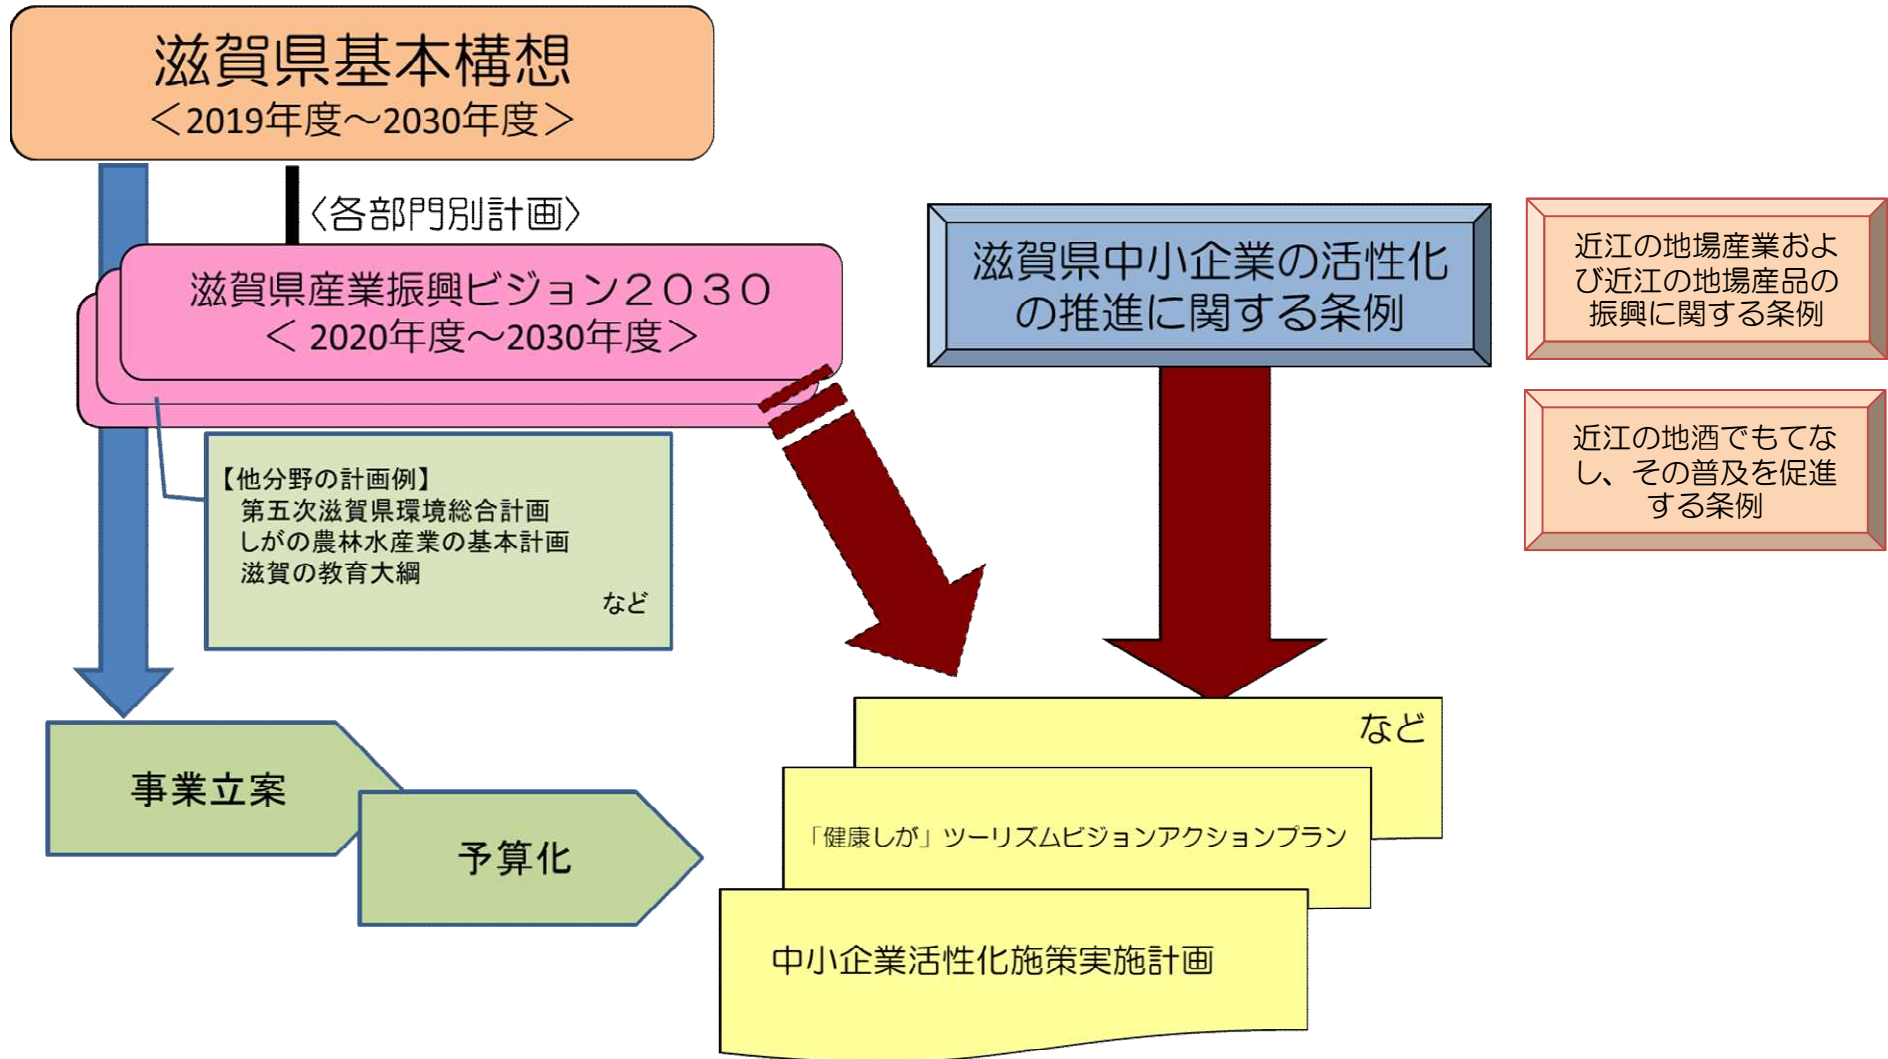 滋賀県基本構想
＜2019年度～2030年度＞
〈各部門別計画〉
滋賀県産業振興ビジョン２０３０
＜ 2020年度～2030年度＞
【他分野の計画例】
第五次滋賀県環境総合計画
しがの農林水産業の基本計画
滋賀の教育大綱
など
滋賀県中小企業の活性化
の推進に関する条例
近江の地場産業およ
び近江の地場産品の
振興に関する条例
近江の地酒でもてな
し、その普及を促進
する条例
事業立案
予算化
など
「健康しが」ツーリズムビジョンアクションプラン
中小企業活性化施策実施計画